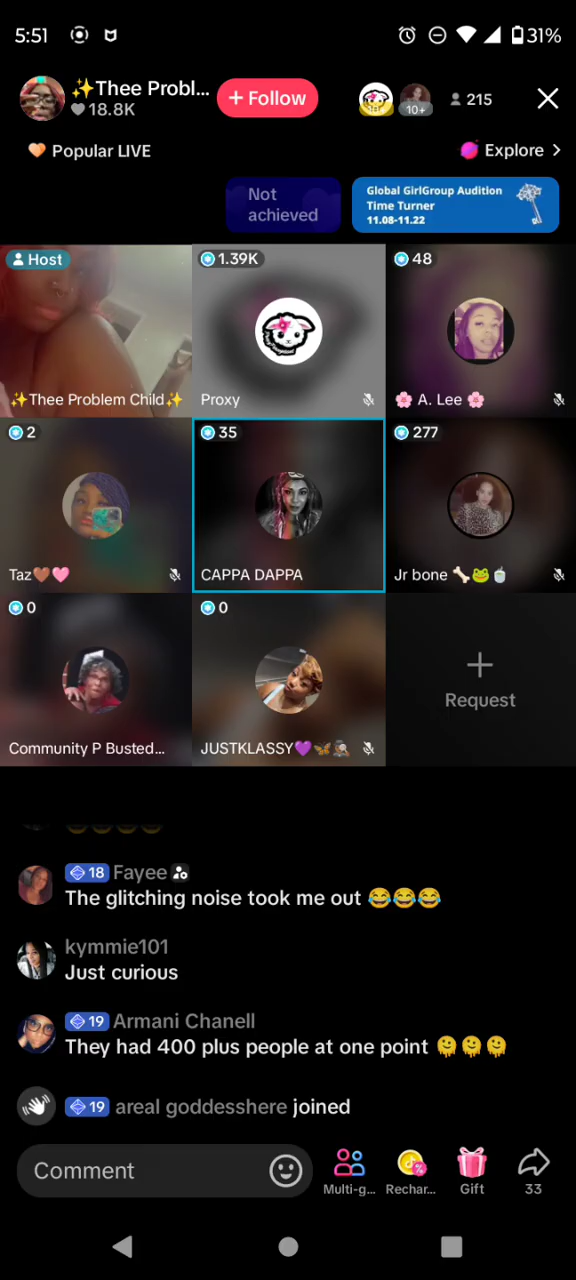 5:51
31%
✨Thee Probl...
18.8K
+ Follow
10+
215
Popular LIVE
Explore >
Not
achieved
Global GirlGroup Audition
Time Turner
11.08-11.22
Host
✨Thee Problem Child✨
1.39K
Proxy
48
🌸 A. Lee 🌸
2
Taz🤎🩷
35
CAPPA DAPPA
277
Jr bone 🦴🐸🍵
0
Community P Busted...
0
JUSTKLASSY💜🦋🕵🏽‍♀️
Request
18 Fayee
The glitching noise took me out 😂😂😂
kymmie101
Just curious
19 Armani Chanell
They had 400 plus people at one point 🫠🫠🫠
19 areal goddesshere joined
Comment
Multi-g...
Rechar...
Gift
33